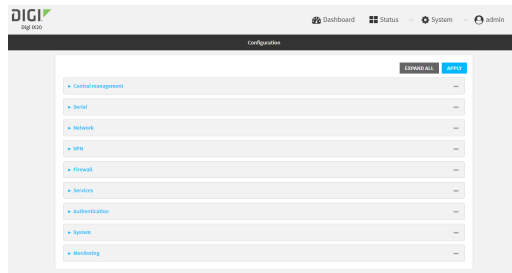 DIGI
Digi IX20
Dashboard
Status
System
admin
Configuration
EXPAND ALL
APPLY
Central management
Serial
Network
VPN
Firewall
Services
Authentication
System
Monitoring